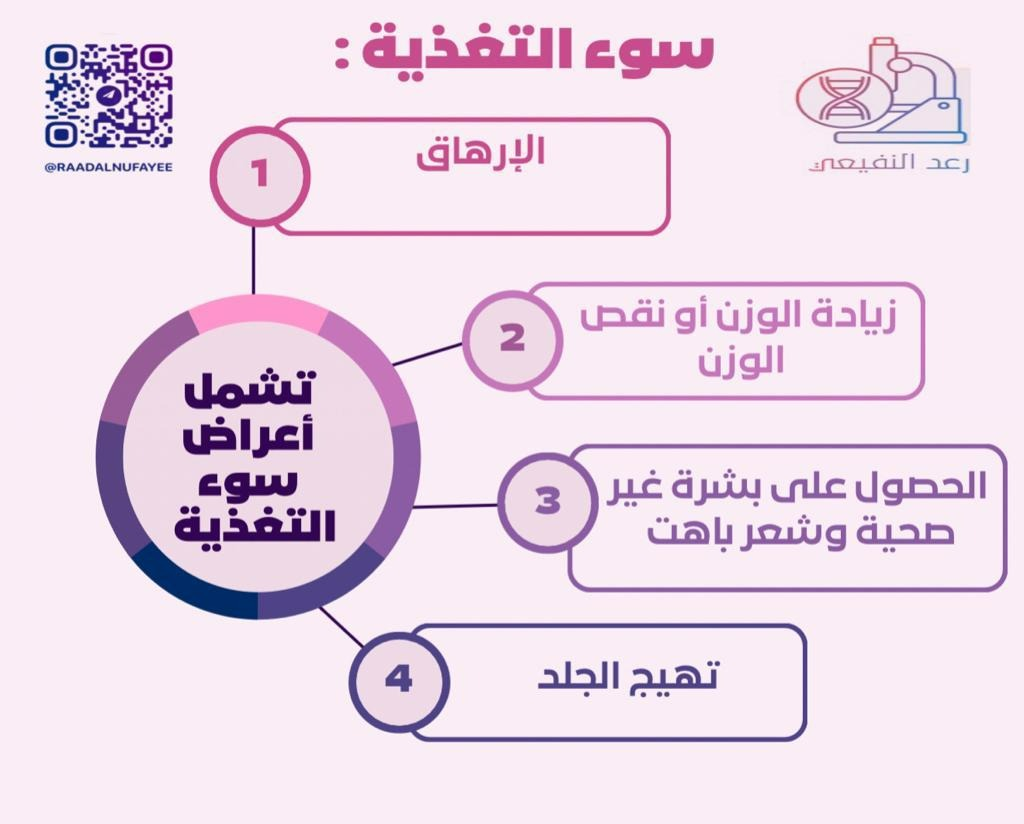 سوء التغذية :
@RAADALNUFAYEE
رعد النفيعي
1
الإرهاق
2
زيادة الوزن أو نقص
الوزن
تشمل
أعراض
سوء
التغذية
3
الحصول على بشرة غير
صحية وشعر باهت
4
تهيج الجلد